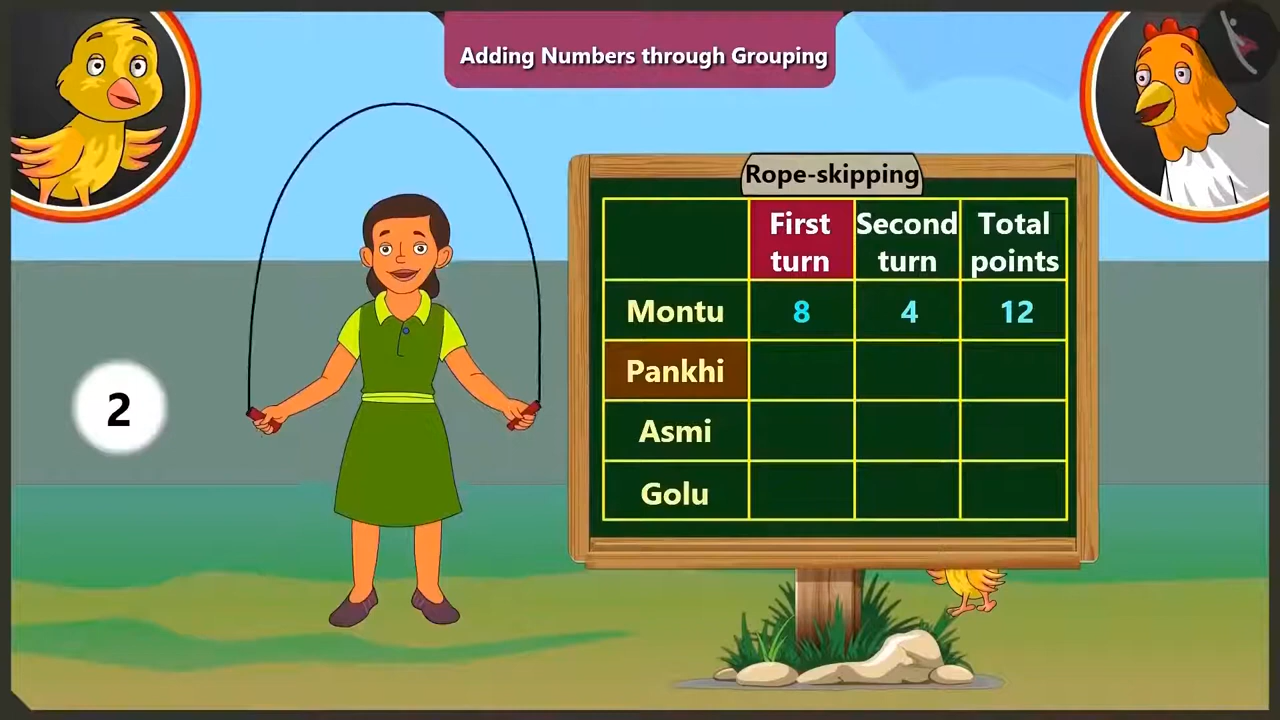 Adding Numbers through Grouping
Rope-skipping
First turn Second turn Total points
Montu 8 4 12
Pankhi
Asmi
Golu
2